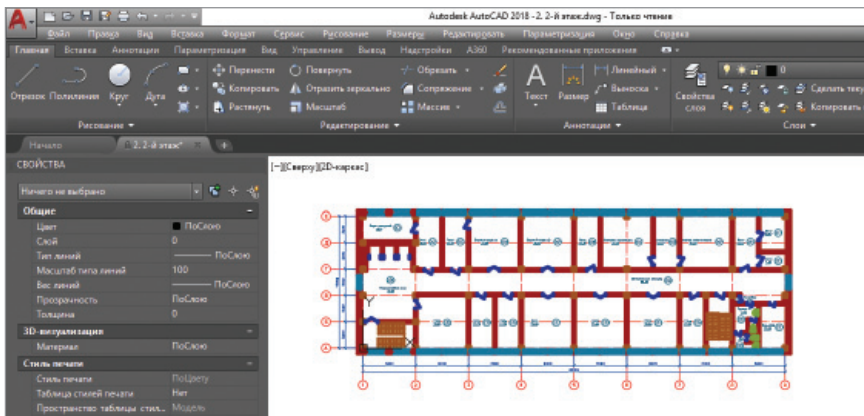 Autodesk AutoCAD 2018 - 2. 2-й этаж.dwg - Только чтение
Файл Правка Вид Вставка Формат Сервис Рисование Размеры Редактировать Параметризация Окно Справка
Главная Вставка Аннотации Параметризация Вид Управление Вывод Надстройки A360 Рекомендованные приложения
Отрезок Полилиния Круг Дуга
Перенести Повернуть Обрезать
Копировать Отразить зеркально Сопряжение
Растянуть Масштаб Массив
Текст Размер
Линейный
Выноска
Таблица
Свойства слоя
0
Сделать теку
Копировать
Рисование Редактирование Аннотации Слои
Начало 2. 2-й этаж*
СВОЙСТВА
[−][Сверху][2D-каркас]
Ничего не выбрано
Общие
Цвет ПоСлою
Слой 0
Тип линий ПоСлою
Масштаб типа линий 100
Вес линий ПоСлою
Прозрачность ПоСлою
Толщина 0
3D-визуализация
Материал ПоСлою
Стиль печати
Стиль печати ПоЦвету
Таблица стилей печати Нет
Пространство таблицы стил... Модель